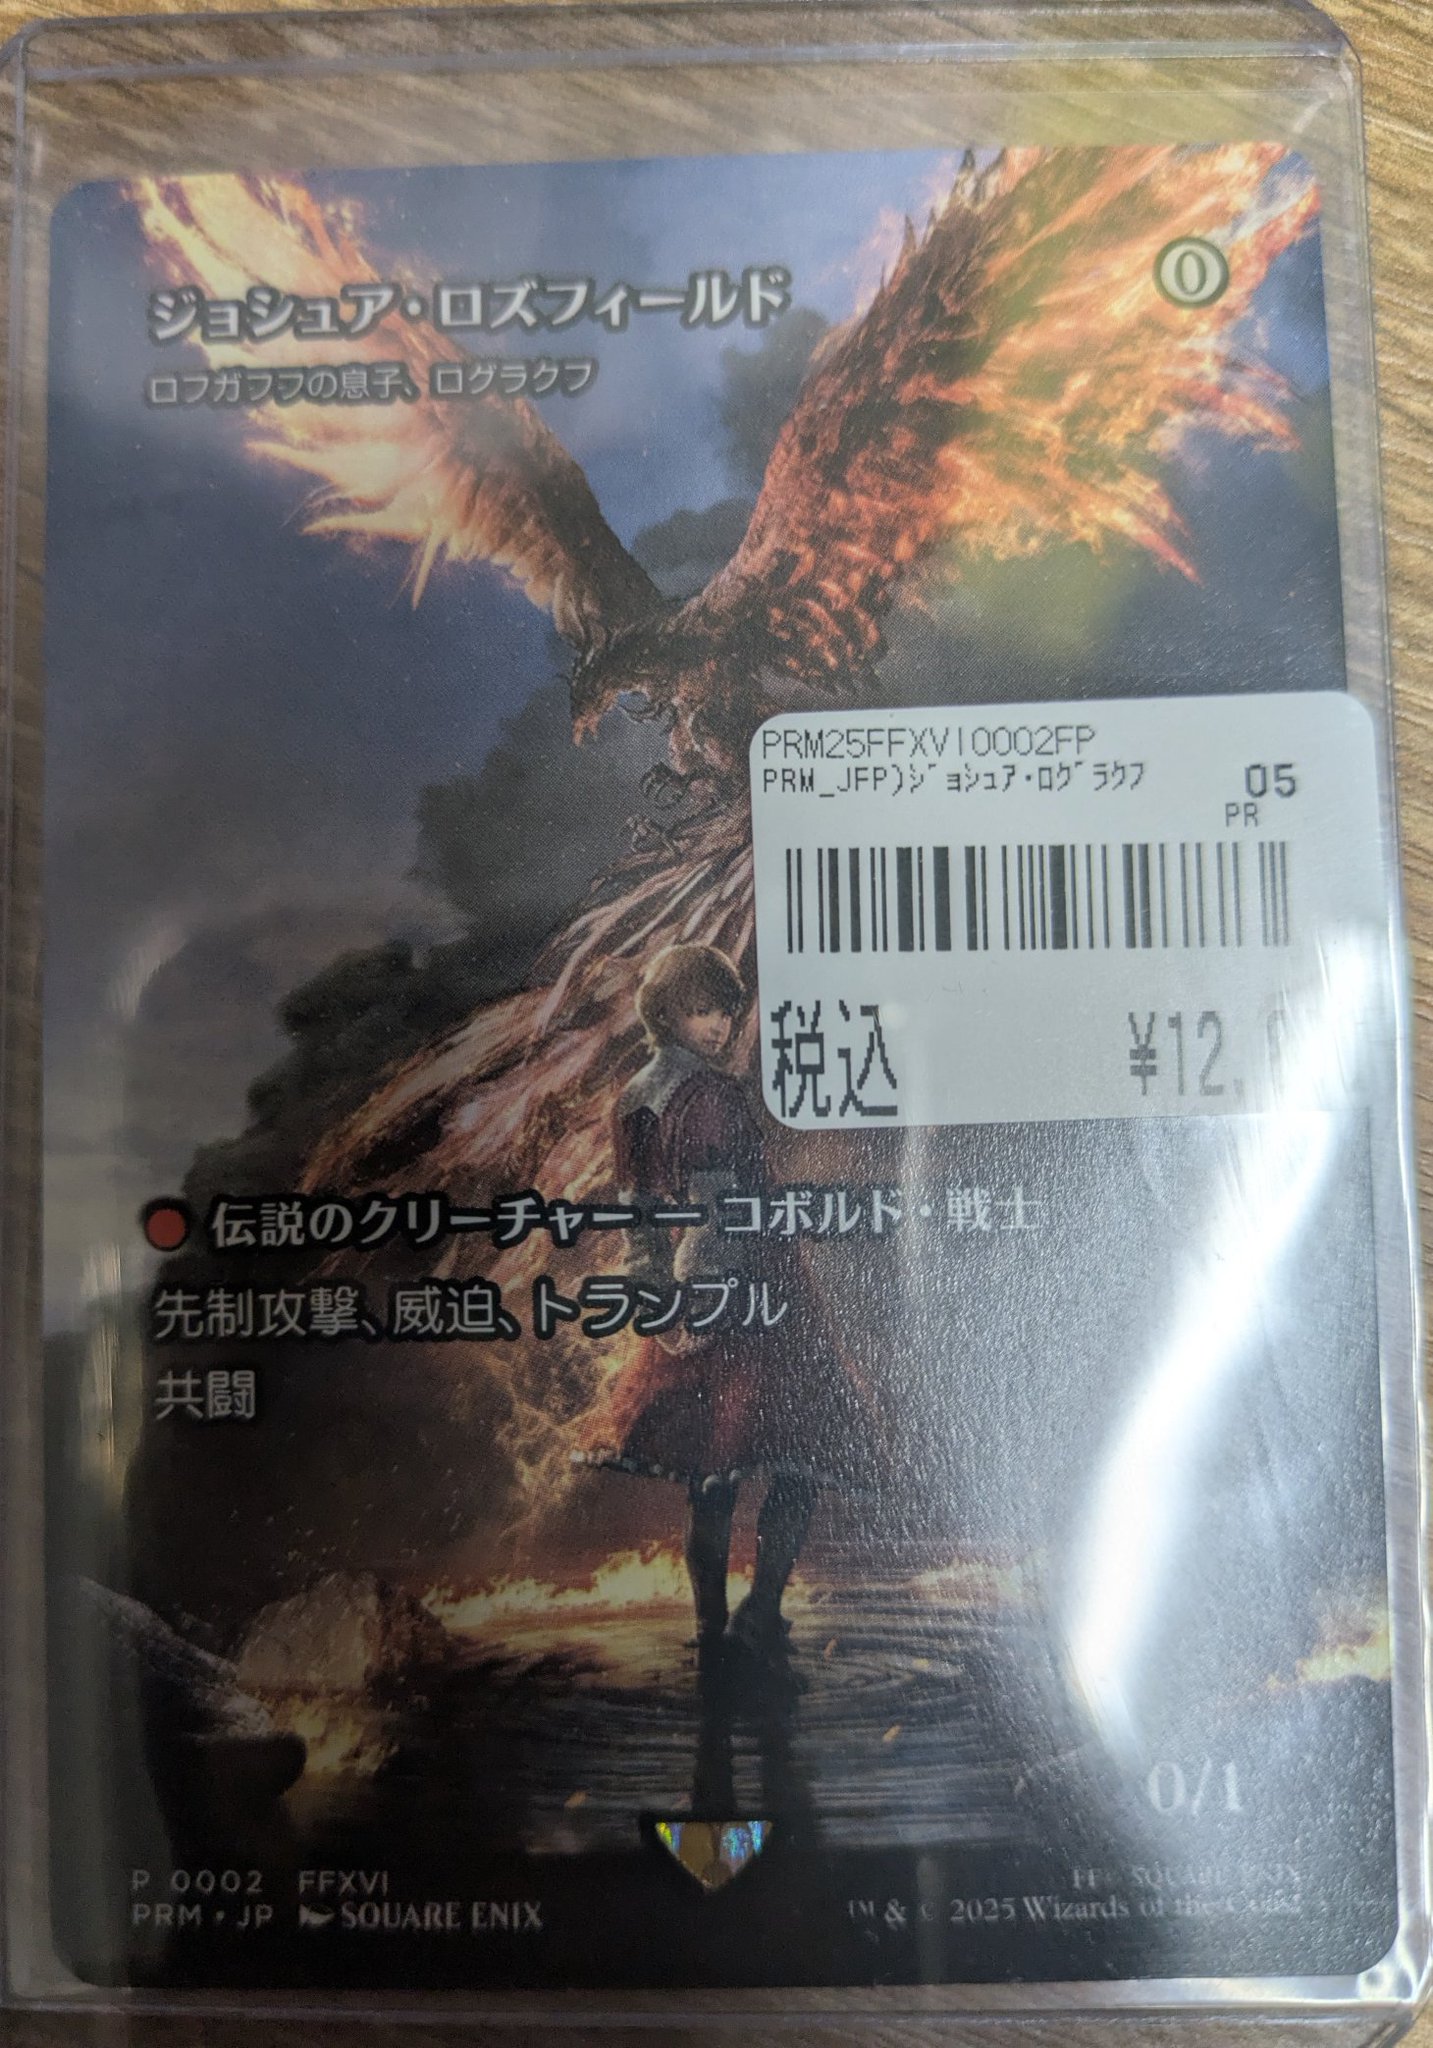 ジョシュア・ロズフィールド
0
ロフガフフの息子、ログラクフ
PRM25FFXVI0002FP
PRM_JFP)ジョシュア・ログラクフ 05
PR
税込 ¥12,
伝説のクリーチャー — コボルド・戦士
先制攻撃、威迫、トランプル
共闘
0/1
P 0002 FFXVI
PRM・JP SQUARE ENIX
SQUARE ENIX
™ & © 2025 Wizards of the Coast